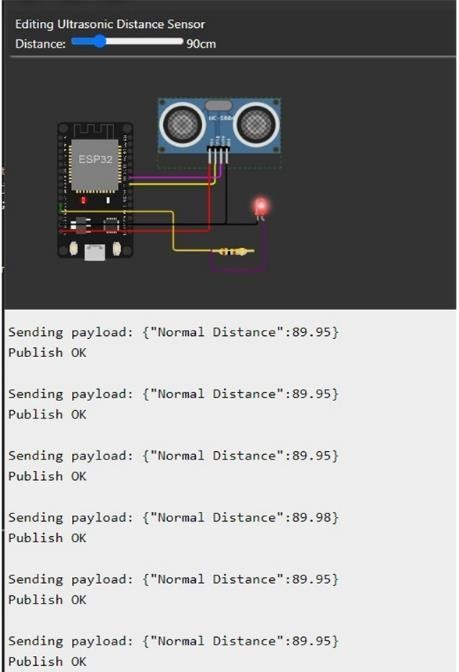 Editing Ultrasonic Distance Sensor
Distance: 90cm
HC-SR04
ESP32
Sending payload: {"Normal Distance":89.95}
Publish OK
Sending payload: {"Normal Distance":89.95}
Publish OK
Sending payload: {"Normal Distance":89.95}
Publish OK
Sending payload: {"Normal Distance":89.98}
Publish OK
Sending payload: {"Normal Distance":89.95}
Publish OK
Sending payload: {"Normal Distance":89.95}
Publish OK